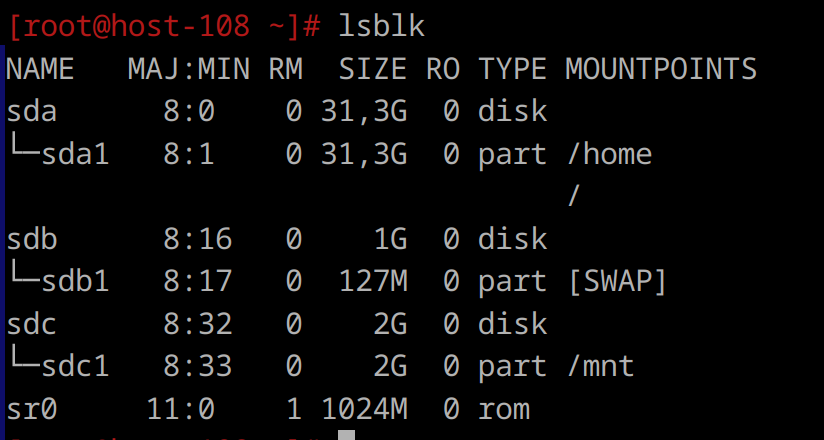 [root@host-108 ~]# lsblk
NAME   MAJ:MIN RM   SIZE RO TYPE MOUNTPOINTS
sda      8:0    0  31,3G  0 disk
└─sda1   8:1    0  31,3G  0 part /home
                                 /
sdb      8:16   0     1G  0 disk
└─sdb1   8:17   0   127M  0 part [SWAP]
sdc      8:32   0     2G  0 disk
└─sdc1   8:33   0     2G  0 part /mnt
sr0     11:0    1  1024M  0 rom